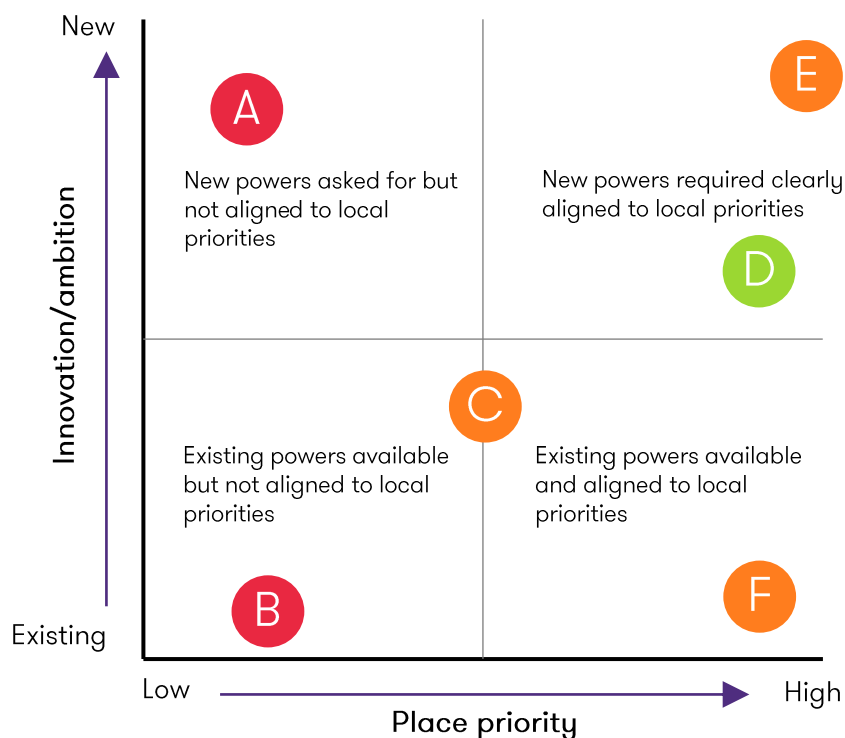 New
A
E
New powers asked for but
not aligned to local
priorities
New powers required clearly
aligned to local priorities
D
Innovation/ambition
C
Existing powers available
but not aligned to local
priorities
Existing powers available
and aligned to local
priorities
B
F
Existing
Low
High
Place priority